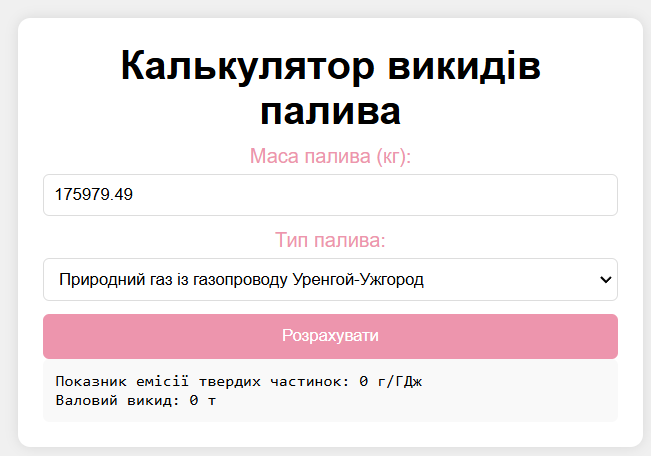 Калькулятор викидів
палива
Маса палива (кг):
175979.49
Тип палива:
Природний газ із газопроводу Уренгой-Ужгород
Розрахувати
Показник емісії твердих частинок: 0 г/ГДж
Валовий викид: 0 т